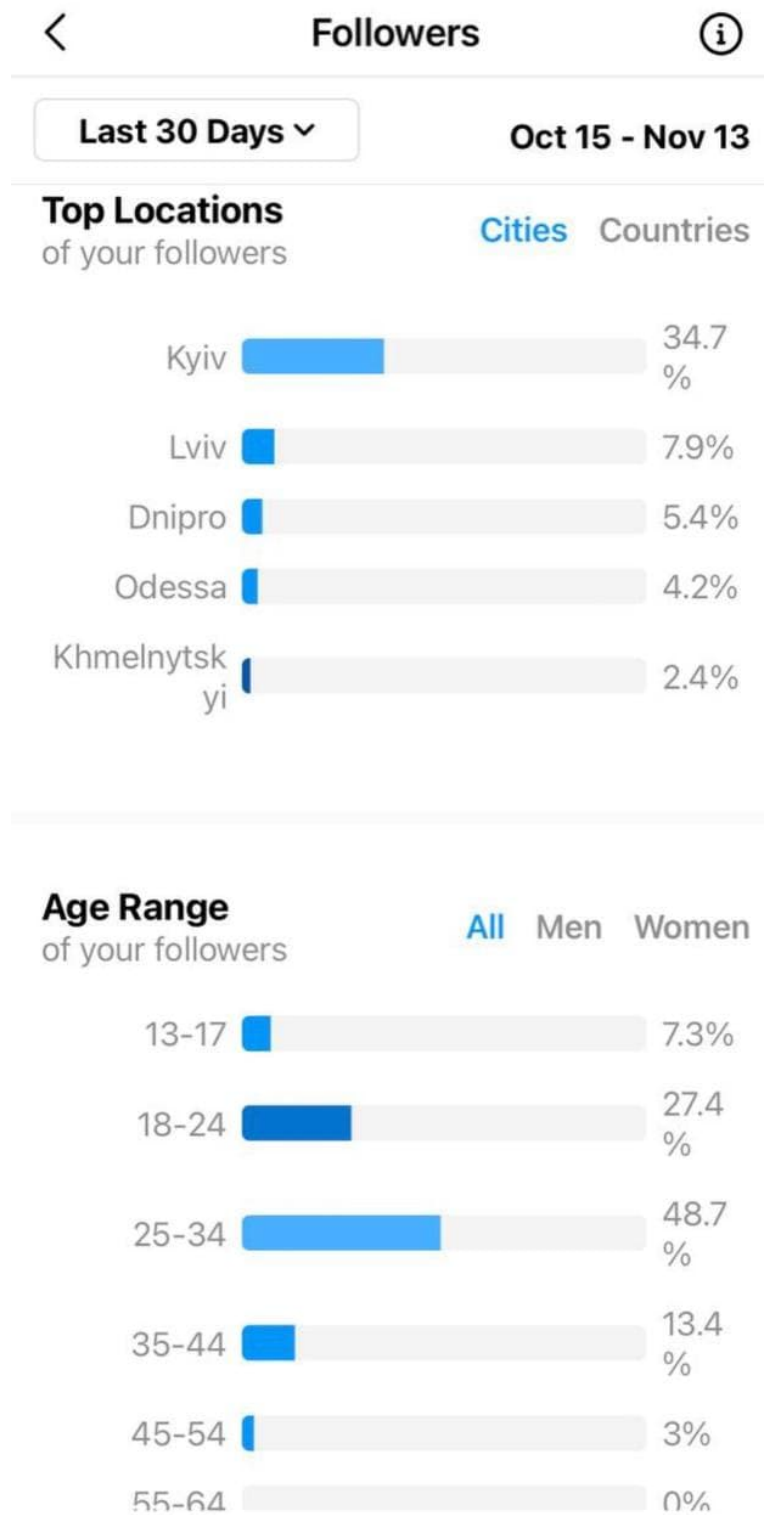 Followers
Last 30 Days
Oct 15 - Nov 13
Top Locations
of your followers
Cities Countries
Kyiv 34.7
%
Lviv 7.9%
Dnipro 5.4%
Odessa 4.2%
Khmelnytsk
yi 2.4%
Age Range
of your followers
All Men Women
13-17 7.3%
18-24 27.4
%
25-34 48.7
%
35-44 13.4
%
45-54 3%
55-64 0%